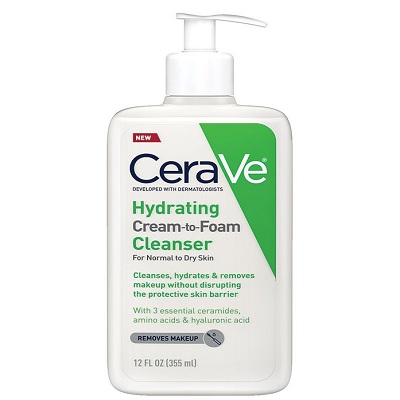 NEW
CeraVe
DEVELOPED WITH DERMATOLOGISTS
Hydrating
Cream-to-Foam
Cleanser
For Normal to Dry Skin
Cleanses, hydrates & removes
makeup without disrupting
the protective skin barrier
With 3 essential ceramides,
amino acids & hyaluronic acid
REMOVES MAKEUP
12 FL OZ (355 mL)